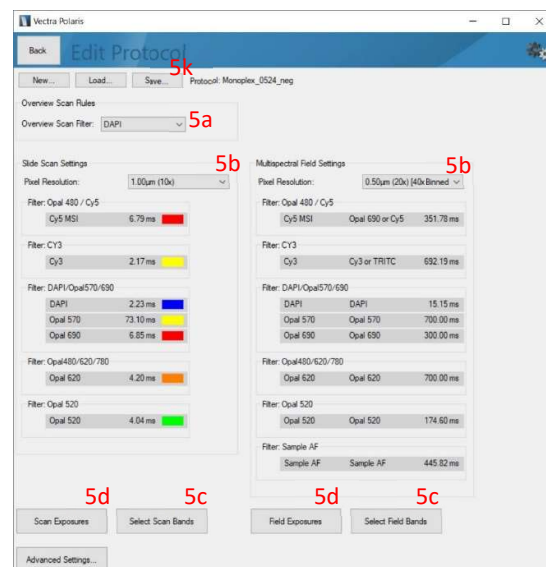 Vectra Polaris
Back Edit Protocol
5k
New... Load... Save... Protocol: Monoplex_0524_neg
Overview Scan Rules
Overview Scan Filter: DAPI 5a
Slide Scan Settings 5b
Pixel Resolution: 1.00µm (10x)
Filter: Opal 480 / Cy5
Cy5 MSI 6.79 ms
Filter: CY3
Cy3 2.17 ms
Filter: DAPI/Opal570/690
DAPI 2.23 ms
Opal 570 73.10 ms
Opal 690 6.85 ms
Filter: Opal480/620/780
Opal 620 4.20 ms
Filter: Opal 520
Opal 520 4.04 ms
5d 5c
Scan Exposures Select Scan Bands
Multispectral Field Settings 5b
Pixel Resolution: 0.50µm (20x) [40x Binned
Filter: Opal 480 / Cy5
Cy5 MSI Opal 690 or Cy5 351.78 ms
Filter: CY3
Cy3 Cy3 or TRITC 692.19 ms
Filter: DAPI/Opal570/690
DAPI DAPI 15.15 ms
Opal 570 Opal 570 700.00 ms
Opal 690 Opal 690 300.00 ms
Filter: Opal480/620/780
Opal 620 Opal 620 700.00 ms
Filter: Opal 520
Opal 520 Opal 520 174.60 ms
Filter: Sample AF
Sample AF Sample AF 445.82 ms
5d 5c
Field Exposures Select Field Bands
Advanced Settings...